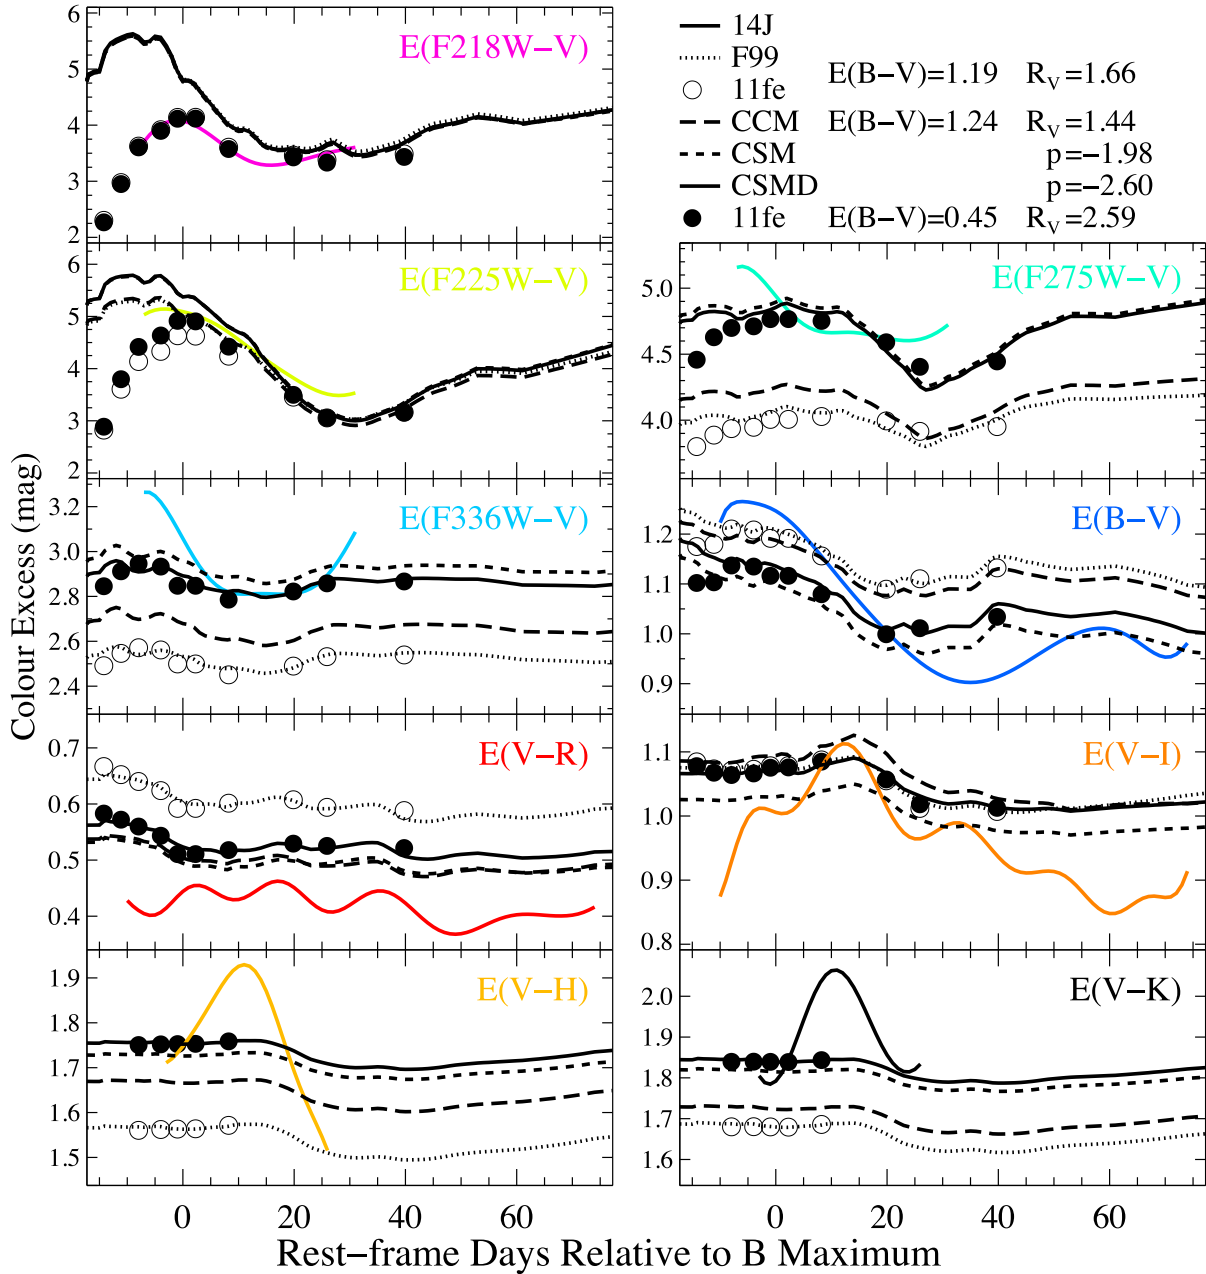 14J
F99
11fe
E(B−V)=1.19 R_V=1.66
CCM E(B−V)=1.24 R_V=1.44
CSM p=−1.98
CSMD p=−2.60
11fe E(B−V)=0.45 R_V=2.59
E(F218W−V)
6
5
4
3
2
E(F225W−V)
6
5
4
3
2
E(F275W−V)
5.0
4.5
4.0
E(F336W−V)
3.2
3.0
2.8
2.6
2.4
E(B−V)
1.2
1.1
1.0
0.9
E(V−R)
0.7
0.6
0.5
0.4
E(V−I)
1.1
1.0
0.9
0.8
E(V−H)
1.9
1.8
1.7
1.6
1.5
E(V−K)
2.0
1.9
1.8
1.7
1.6
0 20 40 60
0 20 40 60
Colour Excess (mag)
Rest−frame Days Relative to B Maximum